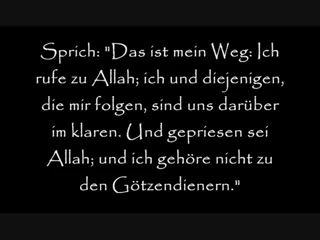 Sprich: "Das ist mein Weg: Ich
rufe zu Allah; ich und diejenigen,
die mir folgen, sind uns darüber
im klaren. Und gepriesen sei
Allah; und ich gehöre nicht zu
den Götzendienern."